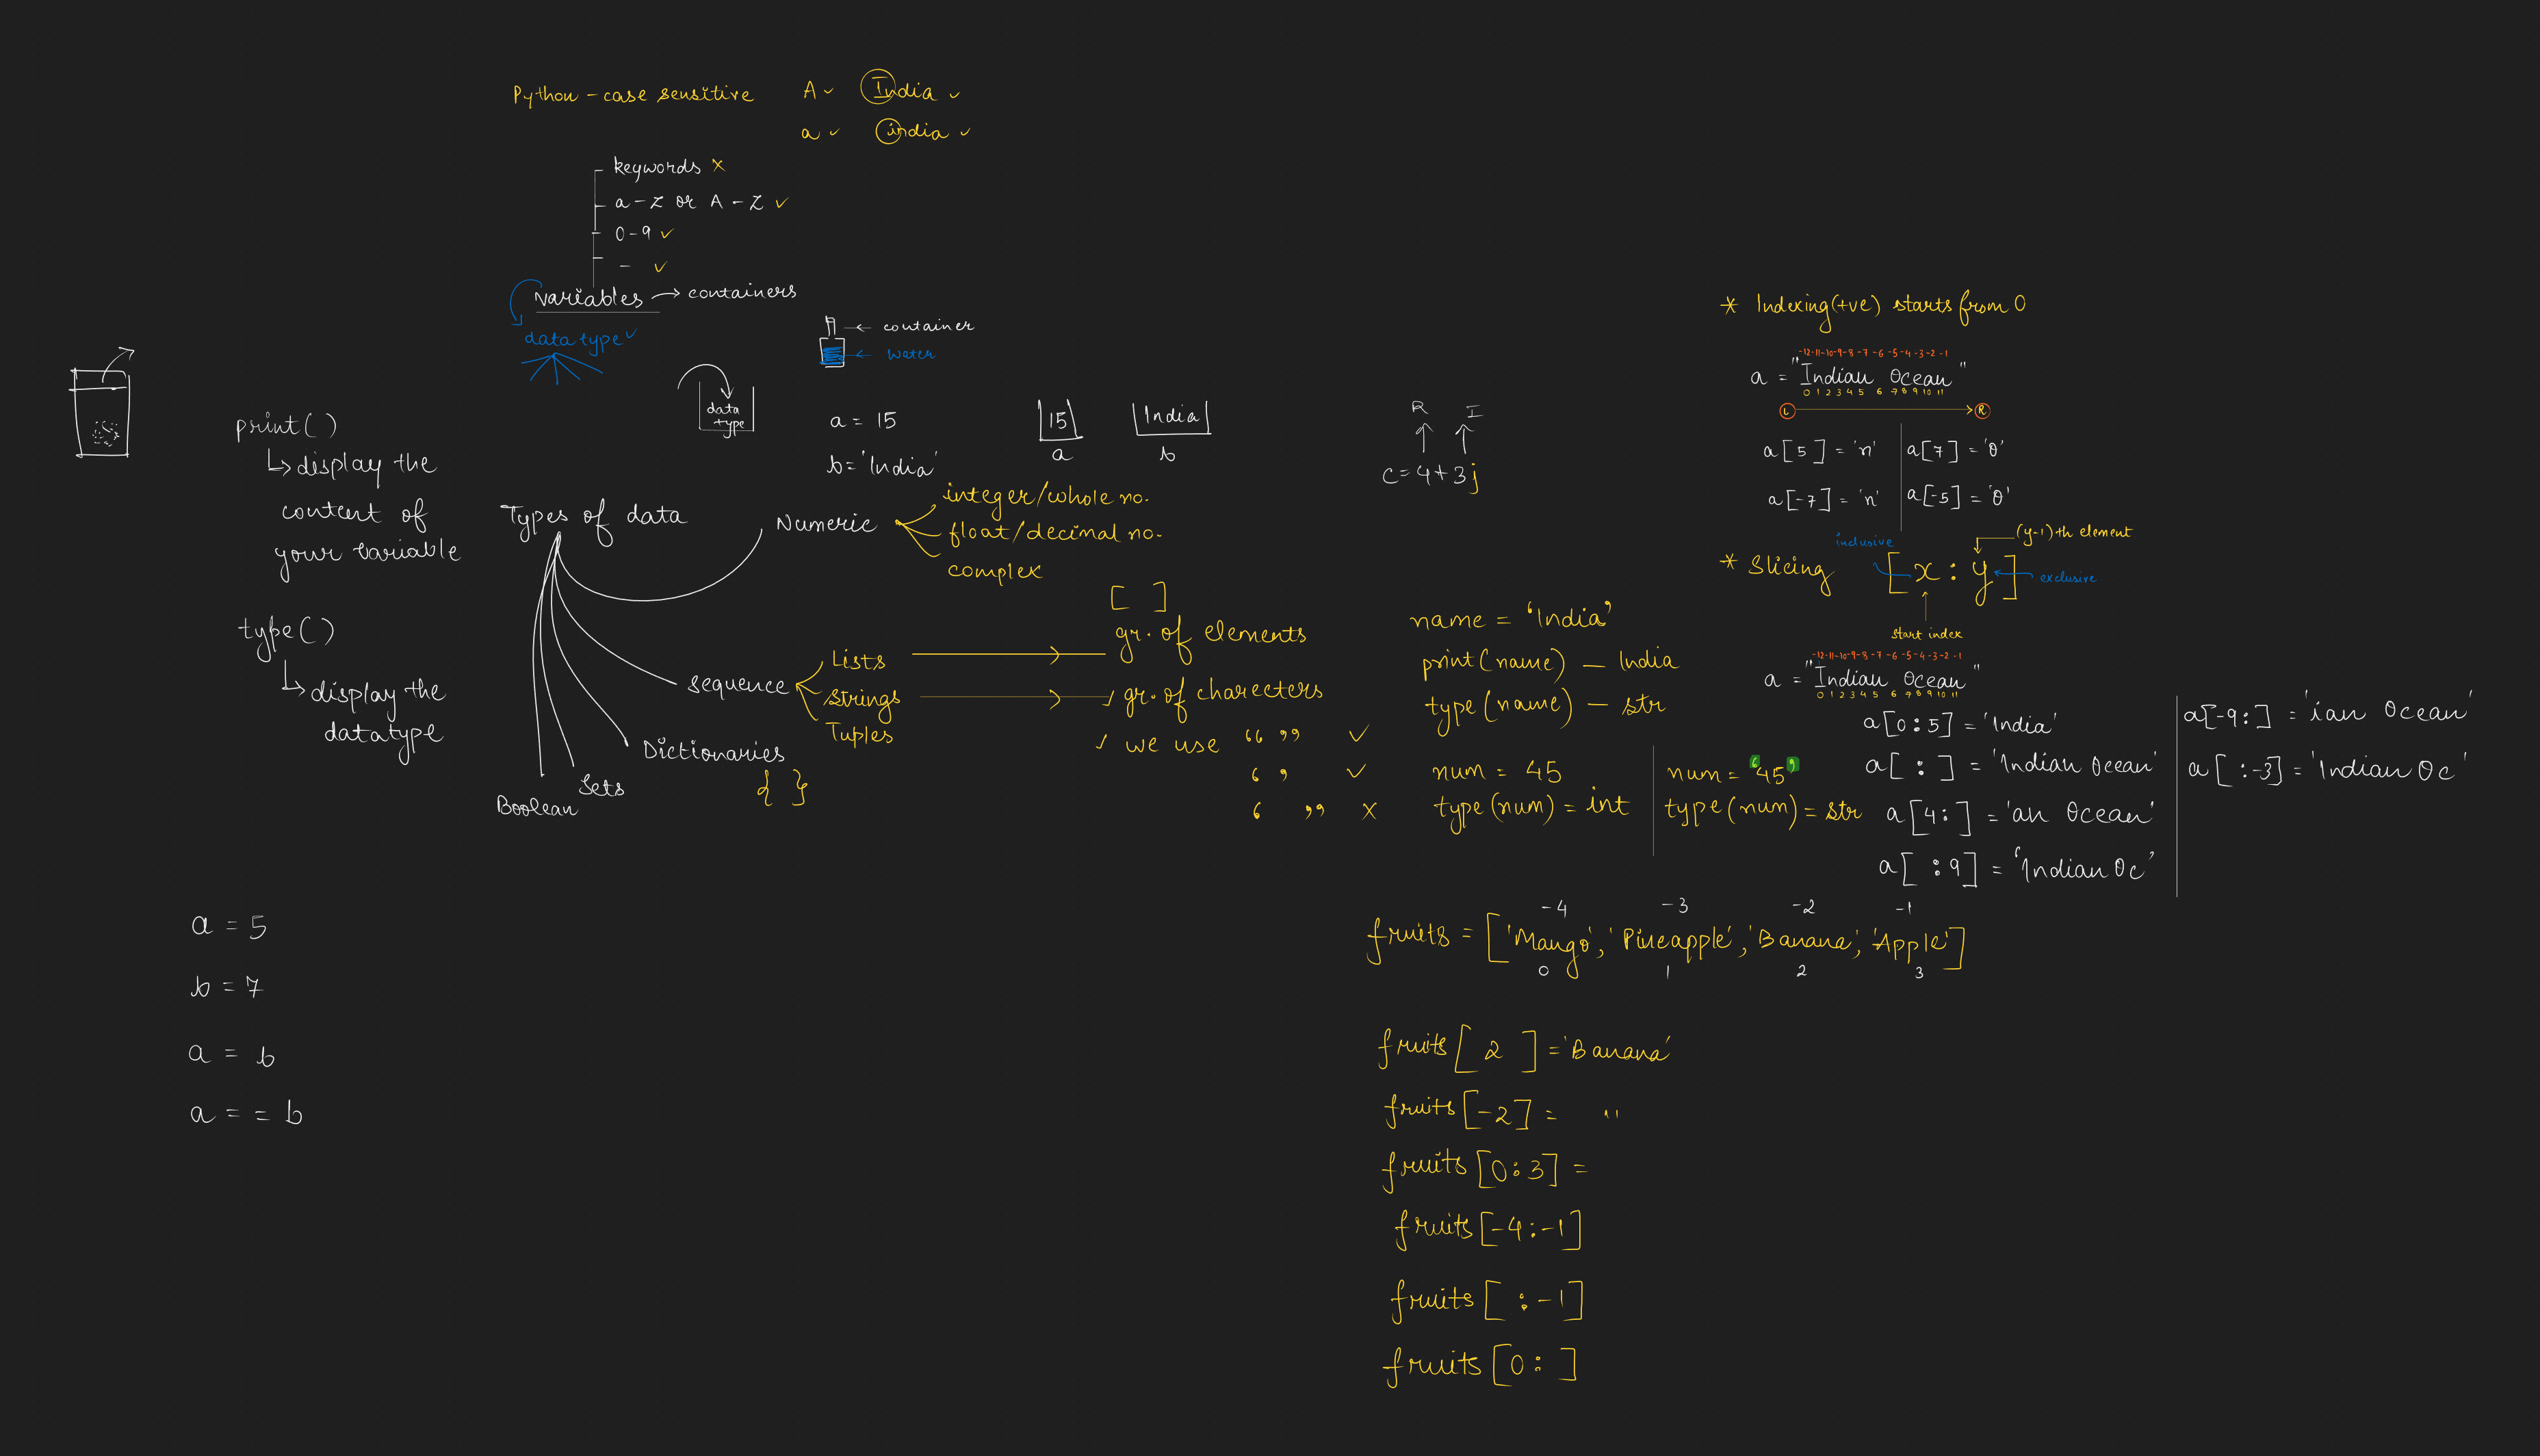 Python - case sensitive A ✓ India ✓
a ✓ india ✓
keywords ×
a - z or A - Z ✓
0 - 9 ✓
_ ✓
variables → containers
data type ✓
← container
← water
data type
a = 15
b = 'India'
15
a
India
b
R I
c = 4 + 3j
print()
↳ display the
content of
your variable
type()
↳ display the
datatype
Types of data
Numeric
integer/whole no.
float/decimal no.
complex
sequence
Lists
strings
Tuples
Dictionaries
{ }
Sets
Boolean
[ ]
gr. of elements
✓ gr. of charecters
✓ we use “ ” ✓
‘ ’ ✓
‘ ” ×
name = ‘India’
print(name) — India
type(name) — str
num = 45
type(num) = int
num = ‘45’
type(num) = str
* Indexing(+ve) starts from 0
-12 -11 -10 -9 -8 -7 -6 -5 -4 -3 -2 -1
a = "Indian Ocean"
0 1 2 3 4 5 6 7 8 9 10 11
L → R
a[5] = 'n'
a[-7] = 'n'
a[7] = 'O'
a[-5] = 'O'
* Slicing [x : y]
inclusive
(y-1)th element
exclusive
start index
-12 -11 -10 -9 -8 -7 -6 -5 -4 -3 -2 -1
a = "Indian Ocean"
0 1 2 3 4 5 6 7 8 9 10 11
a[0:5] = 'India'
a[ : ] = 'Indian Ocean'
a[4:] = 'an Ocean'
a[ :9] = 'Indian Oc'
a[-9:] = 'ian Ocean'
a[ :-3] = 'Indian Oc'
-4 -3 -2 -1
fruits = ['Mango', 'Pineapple', 'Banana', 'Apple']
0 1 2 3
fruits[ 2 ] = 'Banana'
fruits[-2] = "
fruits[0:3] =
fruits[-4:-1]
fruits[ :-1]
fruits[0: ]
a = 5
b = 7
a = b
a = = b